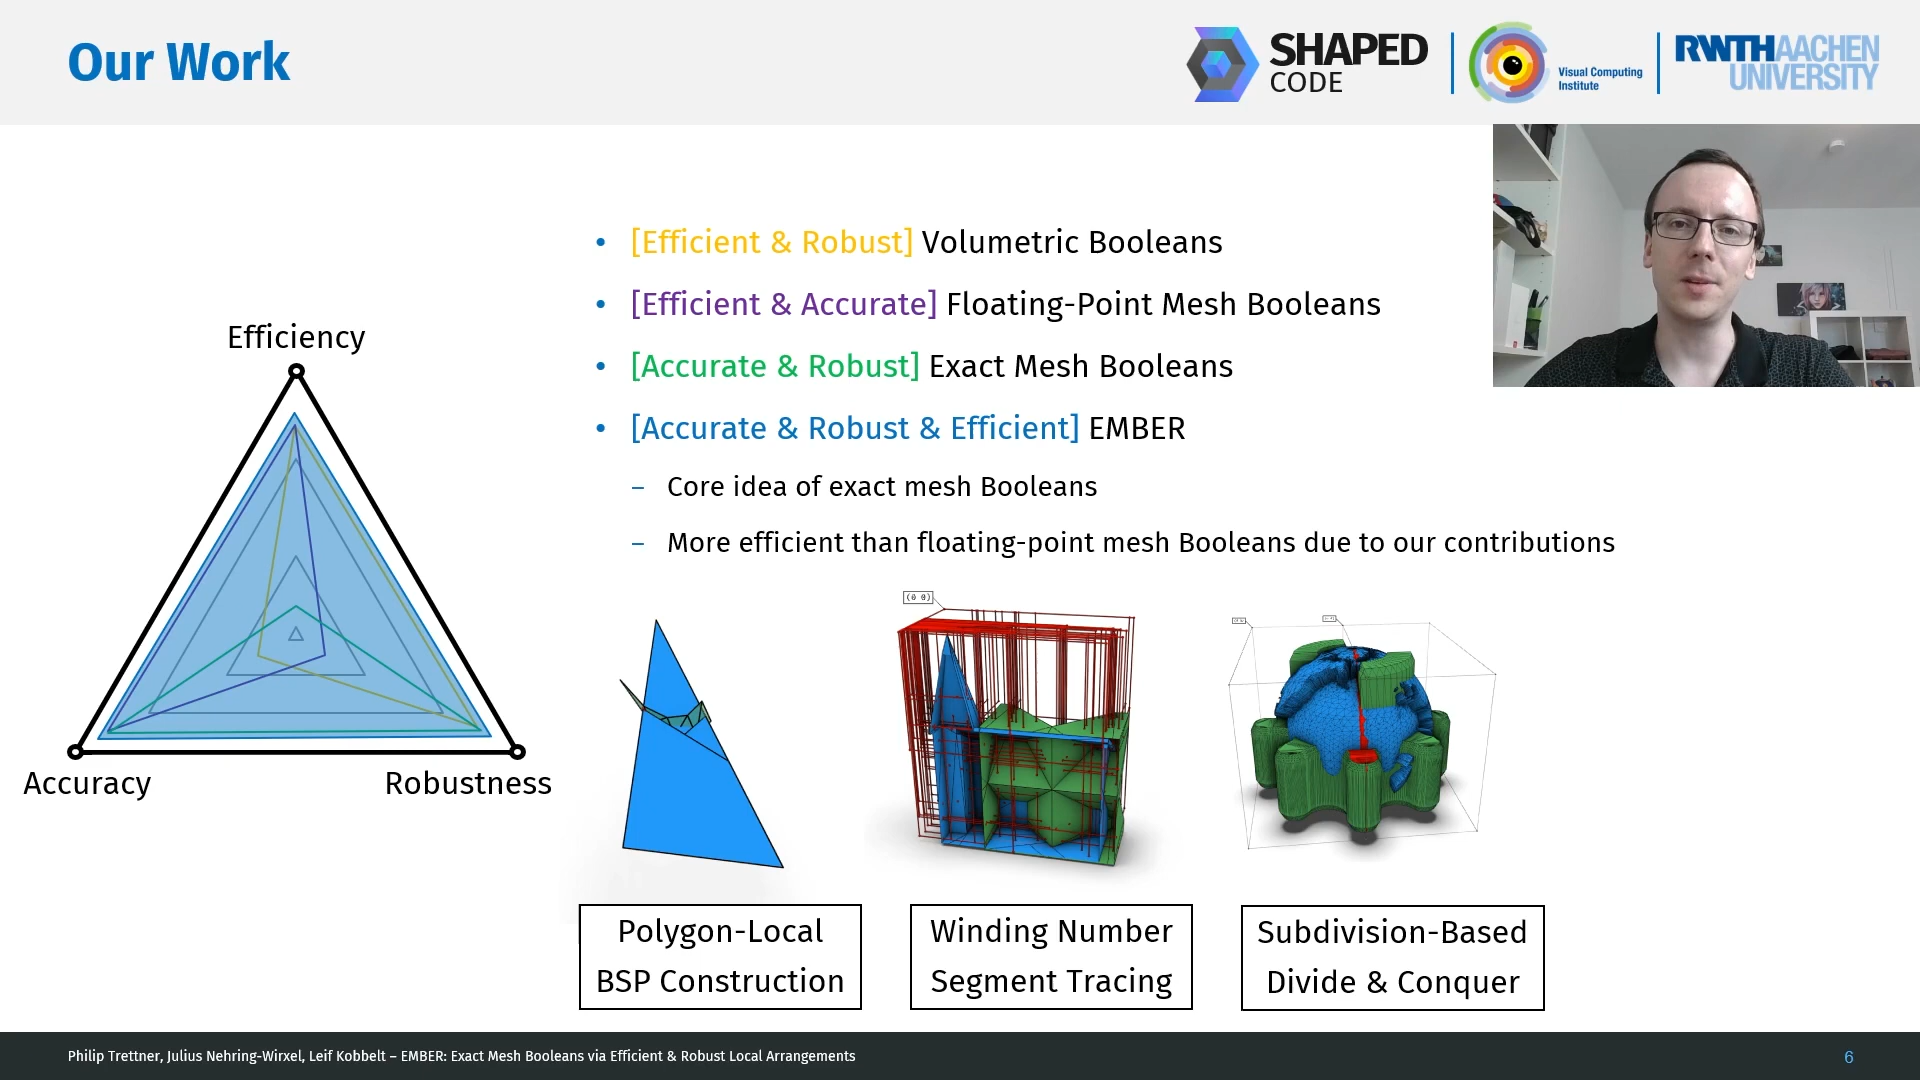 Our Work
SHAPED
CODE
Visual Computing
Institute
RWTHAACHEN
UNIVERSITY
• [Efficient & Robust] Volumetric Booleans
• [Efficient & Accurate] Floating-Point Mesh Booleans
• [Accurate & Robust] Exact Mesh Booleans
• [Accurate & Robust & Efficient] EMBER
– Core idea of exact mesh Booleans
– More efficient than floating-point mesh Booleans due to our contributions
Efficiency
Accuracy
Robustness
(0 0)
Polygon-Local
BSP Construction
Winding Number
Segment Tracing
Subdivision-Based
Divide & Conquer
Philip Trettner, Julius Nehring-Wirxel, Leif Kobbelt – EMBER: Exact Mesh Booleans via Efficient & Robust Local Arrangements
6